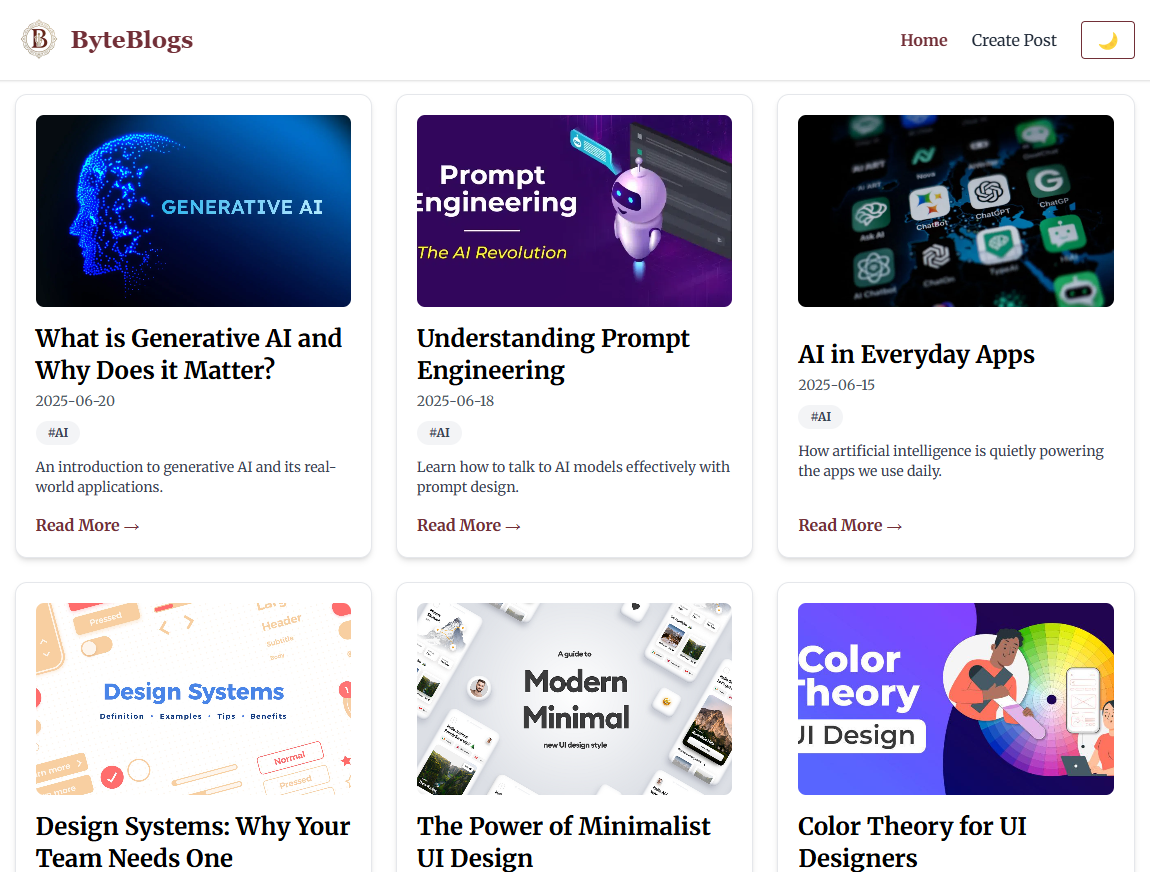 B ByteBlogs
Home Create Post
GENERATIVE AI
What is Generative AI and
Why Does it Matter?
2025-06-20
#AI
An introduction to generative AI and its real-
world applications.
Read More →
Prompt
Engineering
The AI Revolution
Understanding Prompt
Engineering
2025-06-18
#AI
Learn how to talk to AI models effectively with
prompt design.
Read More →
Nova
ChatBot
ChatGPT
ChatGP
Ask AI
ChatOn
AI Chatbot
AI in Everyday Apps
2025-06-15
#AI
How artificial intelligence is quietly powering
the apps we use daily.
Read More →
Pressed
Header
Subtitle
Body
Design Systems
Definition • Examples • Tips • Benefits
Normal
Pressed
more
Design Systems: Why Your
Team Needs One
A guide to
Modern
Minimal
new UI design style
The Power of Minimalist
UI Design
Color
Theory
UI Design
Color Theory for UI
Designers